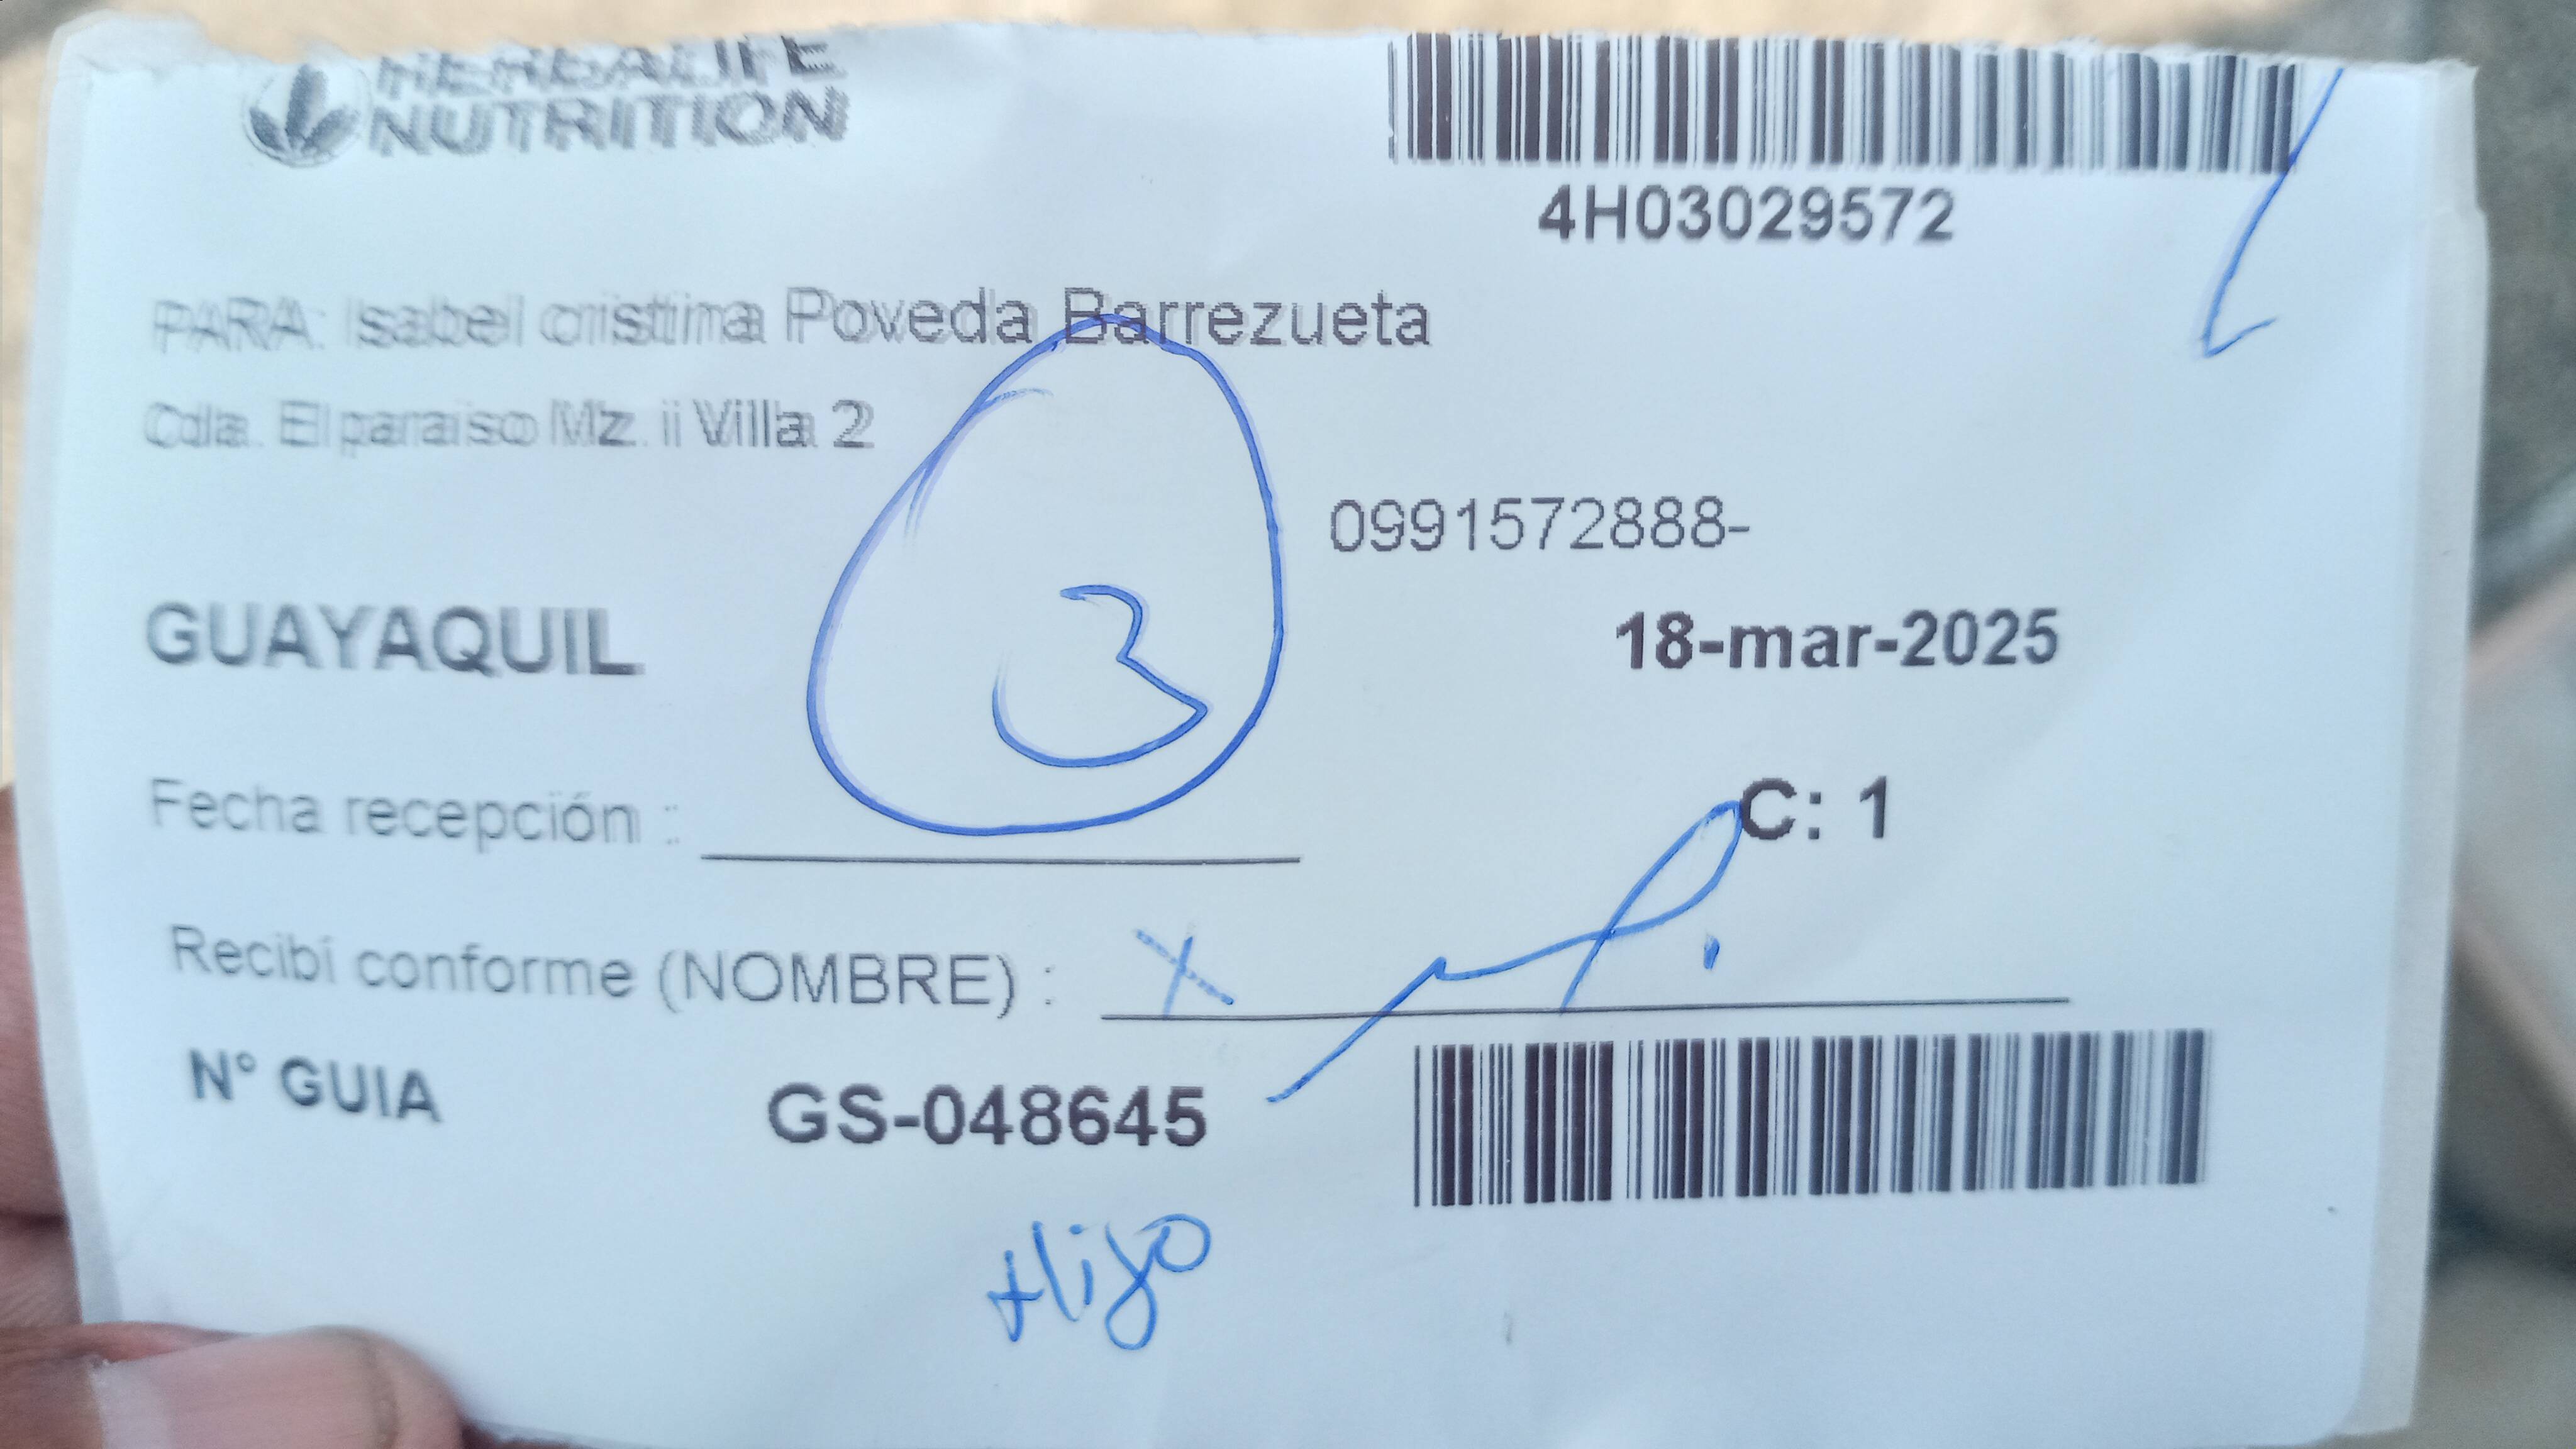 HERBALIFE
NUTRITION
4H03029572
PARA: Isabel cristina Poveda Barrezueta
Cdla. El paraiso Mz. ii Villa 2
0991572888-
GUAYAQUIL
3
18-mar-2025
Fecha recepción :
C: 1
Recibí conforme (NOMBRE) : X
N° GUIA GS-048645
Hijo